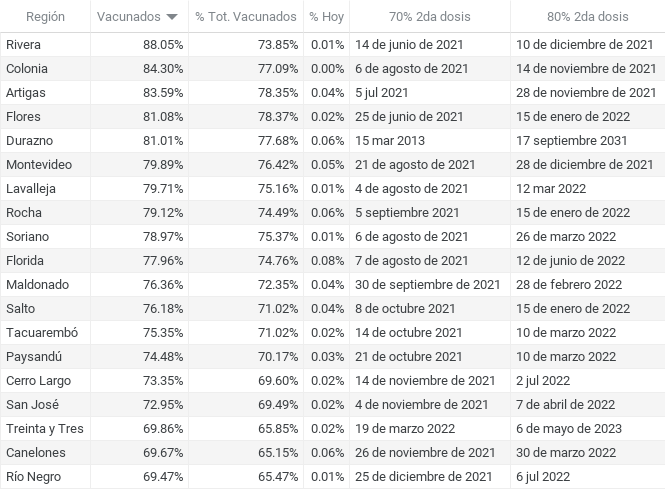 Región Vacunados % Tot. Vacunados % Hoy 70% 2da dosis 80% 2da dosis
Rivera 88.05% 73.85% 0.01% 14 de junio de 2021 10 de diciembre de 2021
Colonia 84.30% 77.09% 0.00% 6 de agosto de 2021 14 de noviembre de 2021
Artigas 83.59% 78.35% 0.04% 5 jul 2021 28 de noviembre de 2021
Flores 81.08% 78.37% 0.02% 25 de junio de 2021 15 de enero de 2022
Durazno 81.01% 77.68% 0.06% 15 mar 2013 17 septiembre 2031
Montevideo 79.89% 76.42% 0.05% 21 de agosto de 2021 28 de diciembre de 2021
Lavalleja 79.71% 75.16% 0.01% 4 de agosto de 2021 12 mar 2022
Rocha 79.12% 74.49% 0.06% 5 septiembre 2021 15 de enero de 2022
Soriano 78.97% 75.37% 0.01% 6 de agosto de 2021 26 de marzo 2022
Florida 77.96% 74.76% 0.08% 7 de agosto de 2021 12 de junio de 2022
Maldonado 76.36% 72.35% 0.04% 30 de septiembre de 2021 28 de febrero 2022
Salto 76.18% 71.02% 0.04% 8 de octubre 2021 15 de enero de 2022
Tacuarembó 75.35% 71.02% 0.02% 14 de octubre 2021 10 de marzo 2022
Paysandú 74.48% 70.17% 0.03% 21 de octubre 2021 10 de marzo 2022
Cerro Largo 73.35% 69.60% 0.02% 14 de noviembre de 2021 2 jul 2022
San José 72.95% 69.49% 0.02% 4 de noviembre de 2021 7 de abril de 2022
Treinta y Tres 69.86% 65.85% 0.02% 19 de marzo 2022 6 de mayo de 2023
Canelones 69.67% 65.15% 0.06% 26 de noviembre de 2021 30 de marzo 2022
Río Negro 69.47% 65.47% 0.01% 25 de diciembre de 2021 6 jul 2022